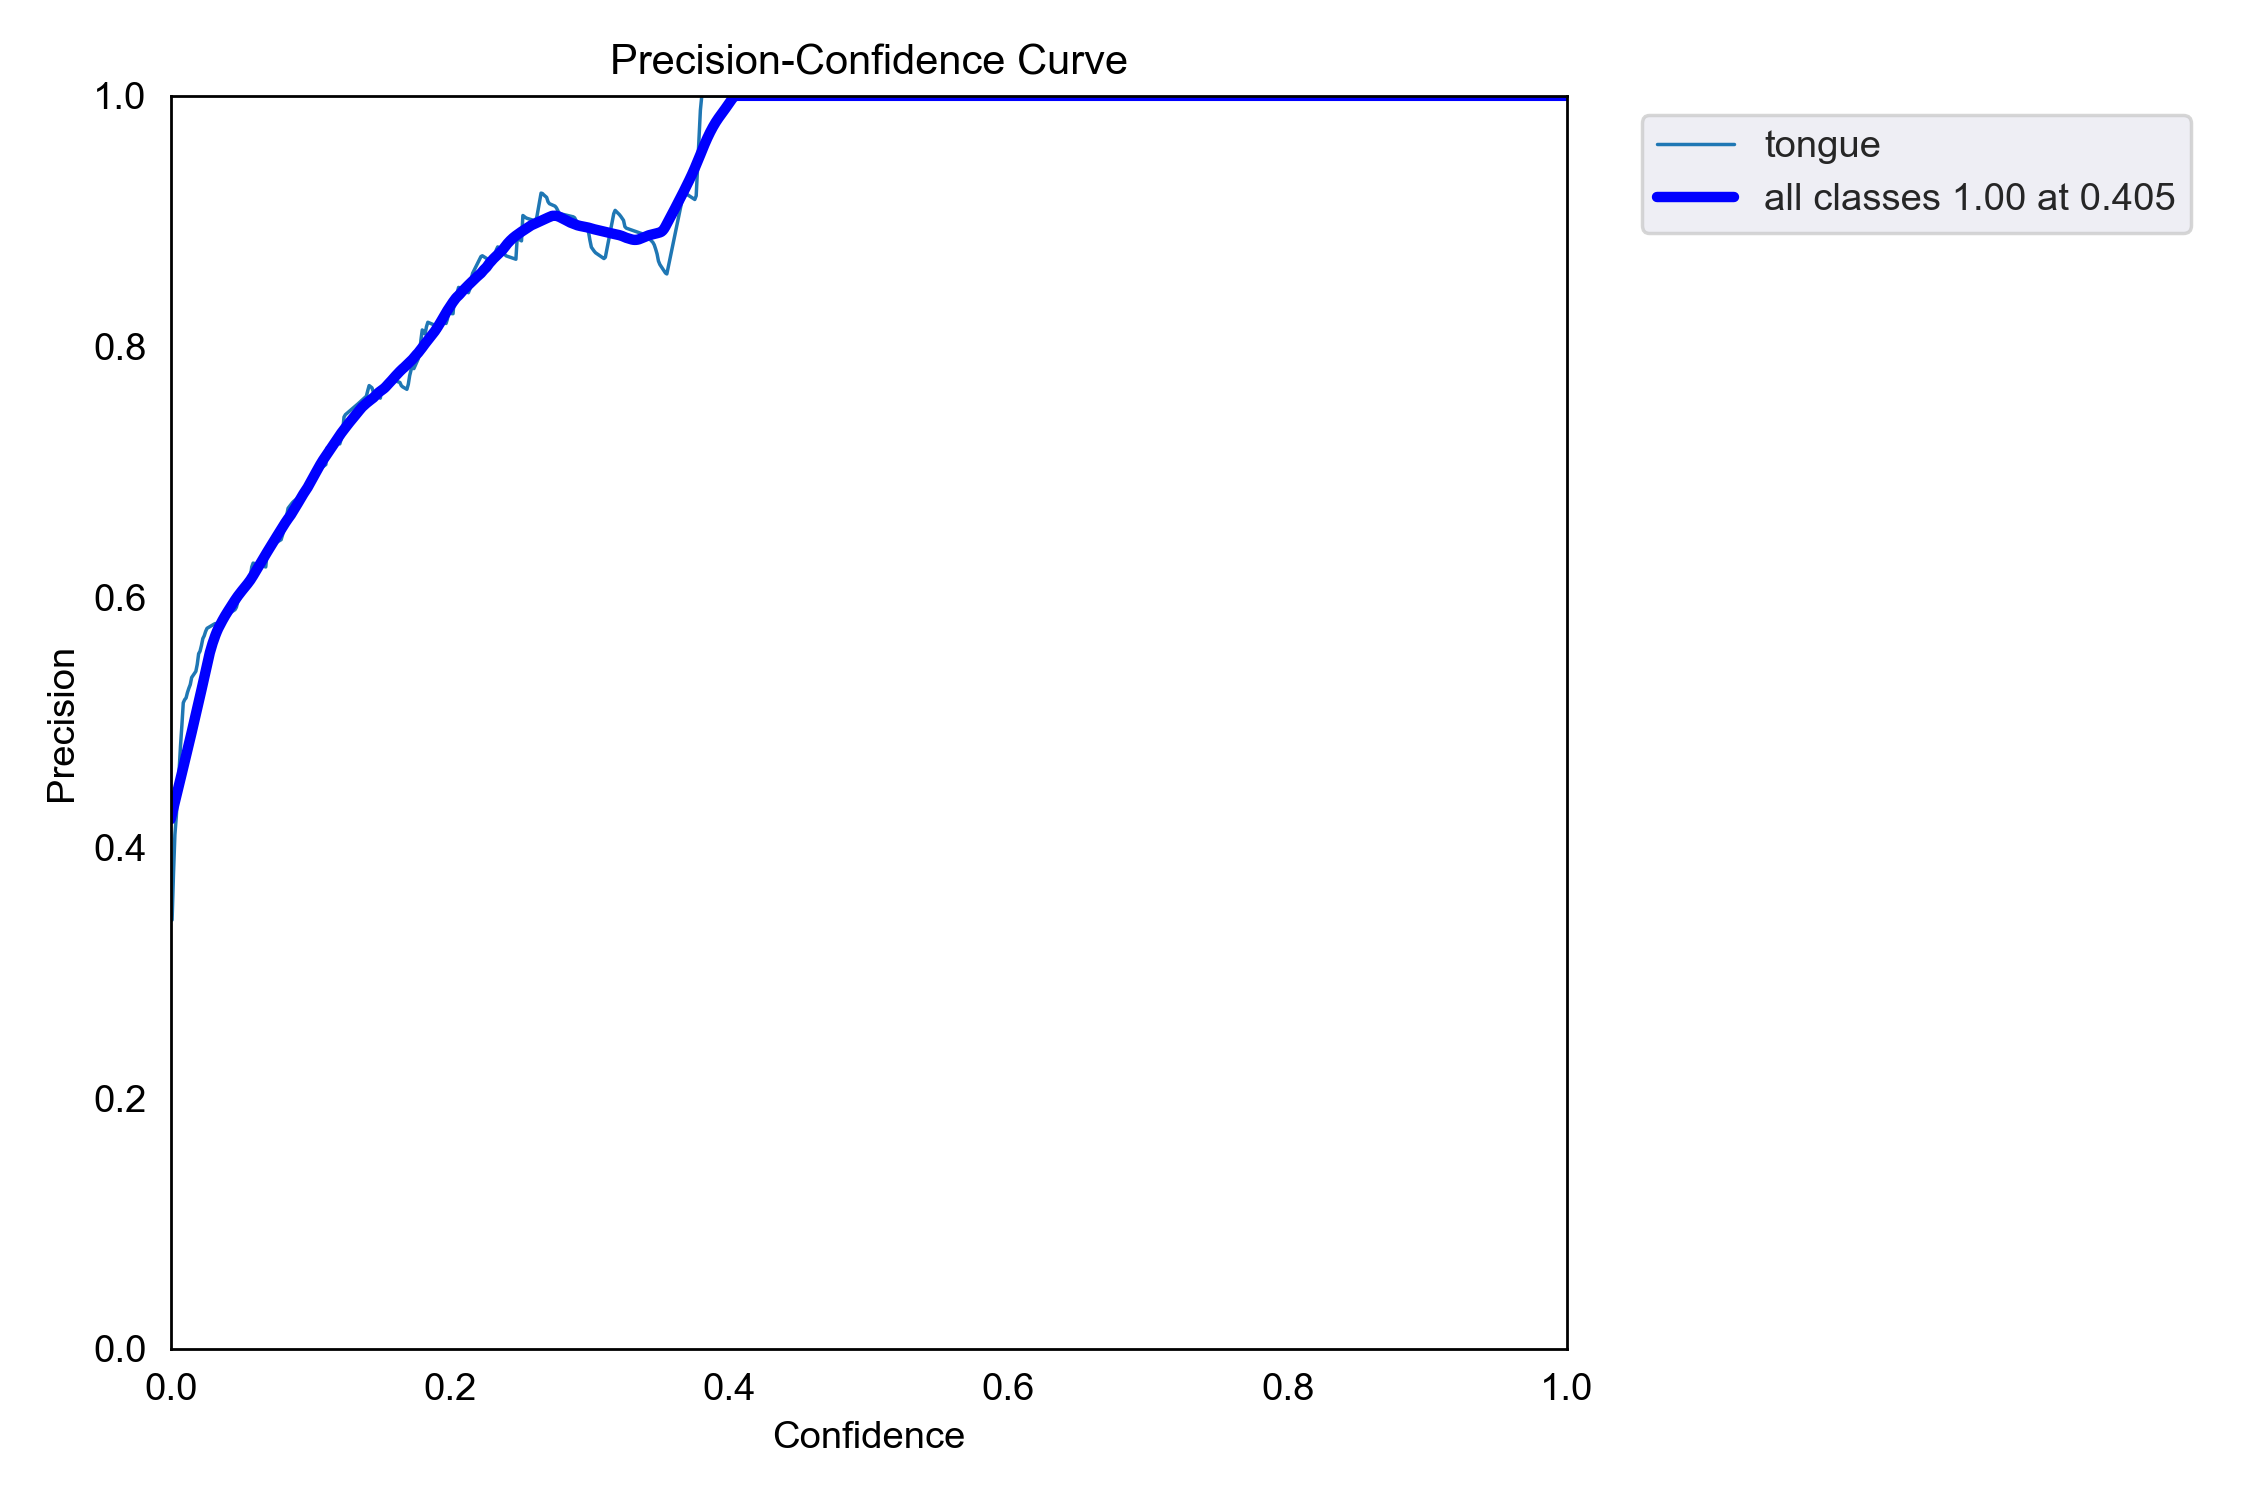 Precision-Confidence Curve
tongue
all classes 1.00 at 0.405
Precision
1.0
0.8
0.6
0.4
0.2
0.0
0.0 0.2 0.4 0.6 0.8 1.0
Confidence